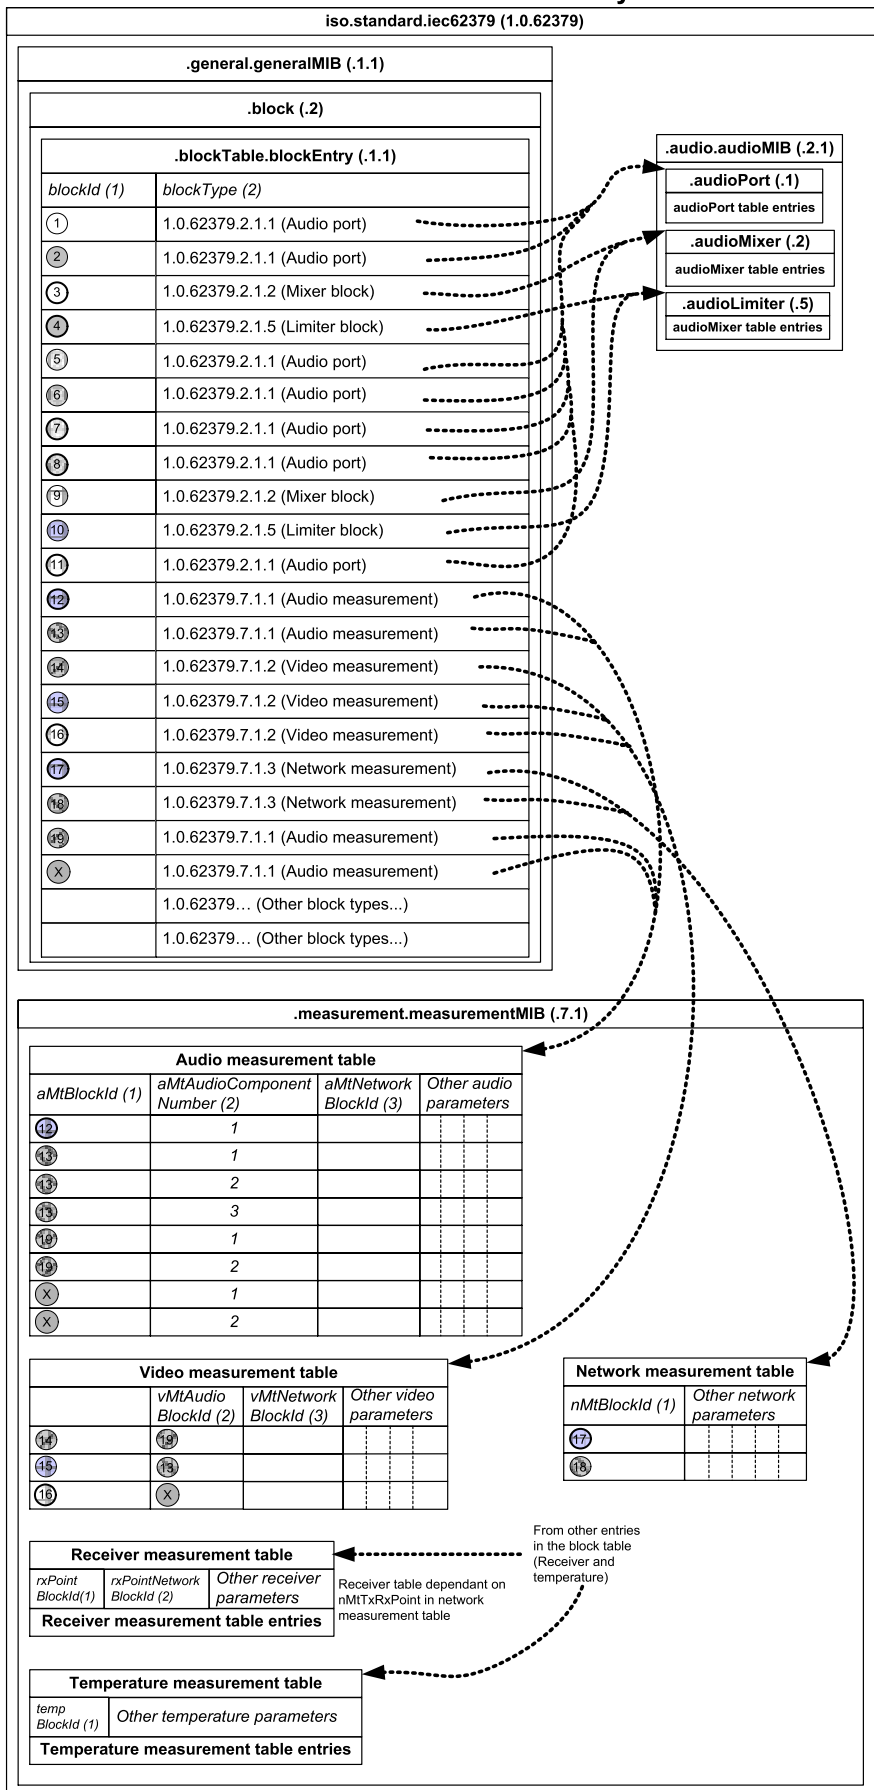 iso.standard.iec62379 (1.0.62379)
.general.generalMIB (.1.1)
.block (.2)
.blockTable.blockEntry (.1.1)
blockId (1) blockType (2)
1 1.0.62379.2.1.1 (Audio port)
2 1.0.62379.2.1.1 (Audio port)
3 1.0.62379.2.1.2 (Mixer block)
4 1.0.62379.2.1.5 (Limiter block)
5 1.0.62379.2.1.1 (Audio port)
6 1.0.62379.2.1.1 (Audio port)
7 1.0.62379.2.1.1 (Audio port)
8 1.0.62379.2.1.1 (Audio port)
9 1.0.62379.2.1.2 (Mixer block)
10 1.0.62379.2.1.5 (Limiter block)
11 1.0.62379.2.1.1 (Audio port)
12 1.0.62379.7.1.1 (Audio measurement)
13 1.0.62379.7.1.1 (Audio measurement)
14 1.0.62379.7.1.2 (Video measurement)
15 1.0.62379.7.1.2 (Video measurement)
16 1.0.62379.7.1.2 (Video measurement)
17 1.0.62379.7.1.3 (Network measurement)
18 1.0.62379.7.1.3 (Network measurement)
19 1.0.62379.7.1.1 (Audio measurement)
X 1.0.62379.7.1.1 (Audio measurement)
1.0.62379… (Other block types...)
1.0.62379… (Other block types...)
.audio.audioMIB (.2.1)
.audioPort (.1)
audioPort table entries
.audioMixer (.2)
audioMixer table entries
.audioLimiter (.5)
audioMixer table entries
.measurement.measurementMIB (.7.1)
Audio measurement table
aMtBlockId (1) aMtAudioComponent Number (2) aMtNetwork BlockId (3) Other audio parameters
12 1
13 1
13 2
13 3
19 1
19 2
X 1
X 2
Video measurement table
vMtAudio BlockId (2) vMtNetwork BlockId (3) Other video parameters
14 19
15 13
16 X
Network measurement table
nMtBlockId (1) Other network parameters
17
18
From other entries
in the block table
(Receiver and
temperature)
Receiver measurement table
rxPoint BlockId(1) rxPointNetwork BlockId (2) Other receiver parameters
Receiver measurement table entries
Receiver table dependant on
nMtTxRxPoint in network
measurement table
Temperature measurement table
temp BlockId (1) Other temperature parameters
Temperature measurement table entries